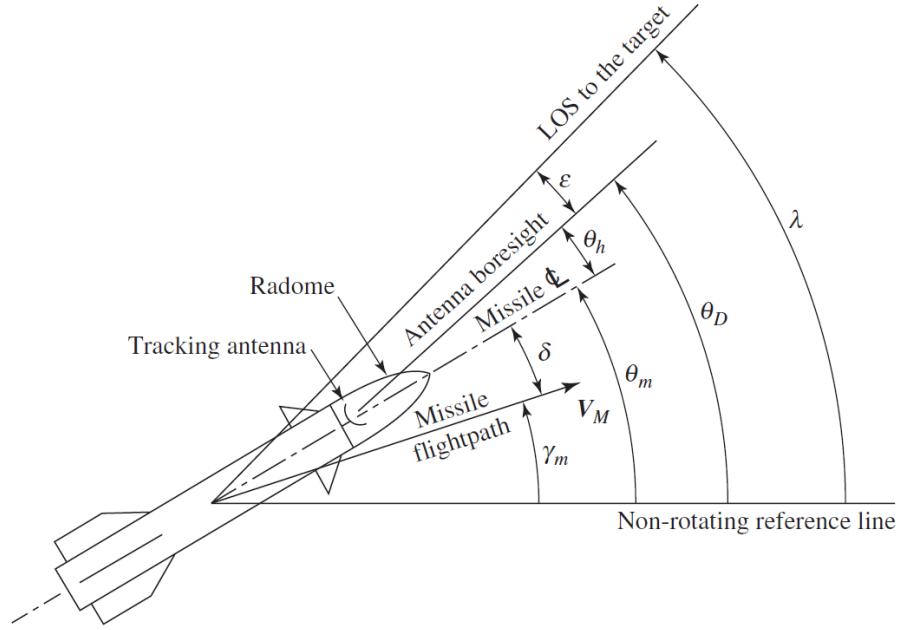 LOS to the target
ε
λ
Antenna boresight
θh
Radome
Missile ℄
θD
Tracking antenna
δ
θm
Missile
flightpath
VM
γm
Non-rotating reference line